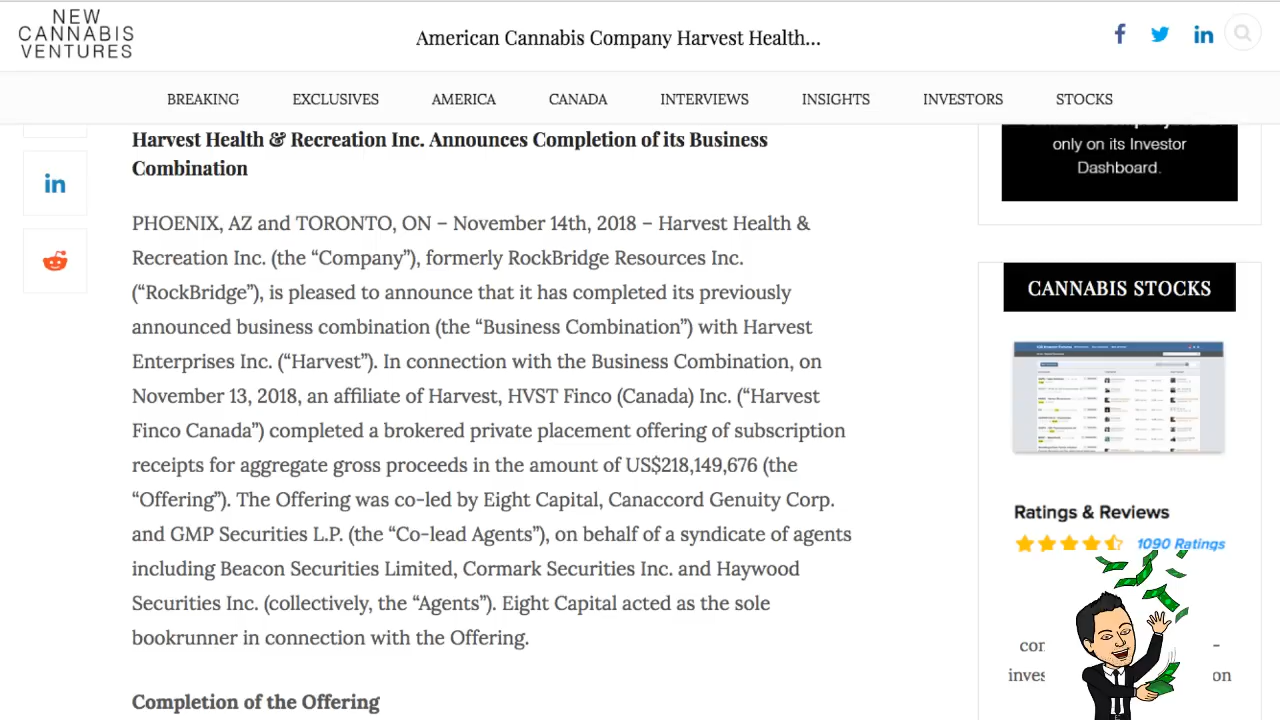 NEW
CANNABIS
VENTURES
American Cannabis Company Harvest Health...
BREAKING EXCLUSIVES AMERICA CANADA INTERVIEWS INSIGHTS INVESTORS STOCKS
Harvest Health & Recreation Inc. Announces Completion of its Business
Combination
PHOENIX, AZ and TORONTO, ON – November 14th, 2018 – Harvest Health &
Recreation Inc. (the “Company”), formerly RockBridge Resources Inc.
(“RockBridge”), is pleased to announce that it has completed its previously
announced business combination (the “Business Combination”) with Harvest
Enterprises Inc. (“Harvest”). In connection with the Business Combination, on
November 13, 2018, an affiliate of Harvest, HVST Finco (Canada) Inc. (“Harvest
Finco Canada”) completed a brokered private placement offering of subscription
receipts for aggregate gross proceeds in the amount of US$218,149,676 (the
“Offering”). The Offering was co-led by Eight Capital, Canaccord Genuity Corp.
and GMP Securities L.P. (the “Co-lead Agents”), on behalf of a syndicate of agents
including Beacon Securities Limited, Cormark Securities Inc. and Haywood
Securities Inc. (collectively, the “Agents”). Eight Capital acted as the sole
bookrunner in connection with the Offering.
Completion of the Offering
only on its Investor
Dashboard.
CANNABIS STOCKS
Ratings & Reviews
1090 Ratings
cor -
inves on